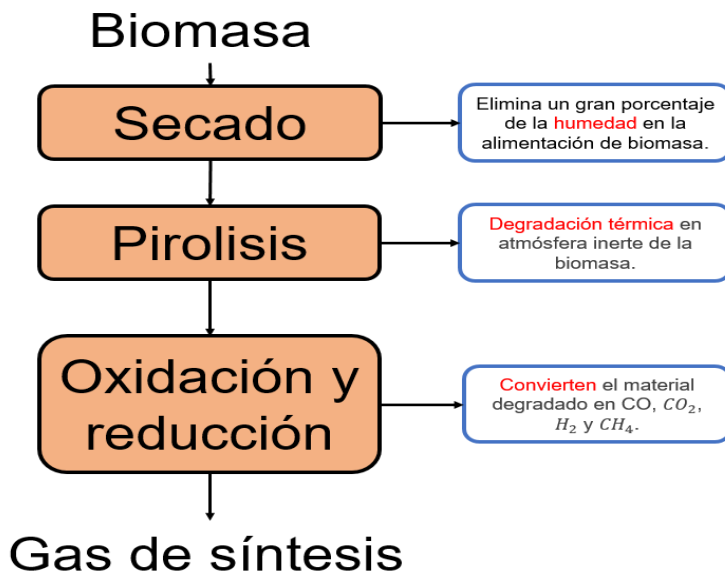 Biomasa
Secado
Elimina un gran porcentaje
de la humedad en la
alimentación de biomasa.
Pirolisis
Degradación térmica en
atmósfera inerte de la
biomasa.
Oxidación y
reducción
Convierten el material
degradado en CO, CO₂,
H₂ y CH₄.
Gas de síntesis